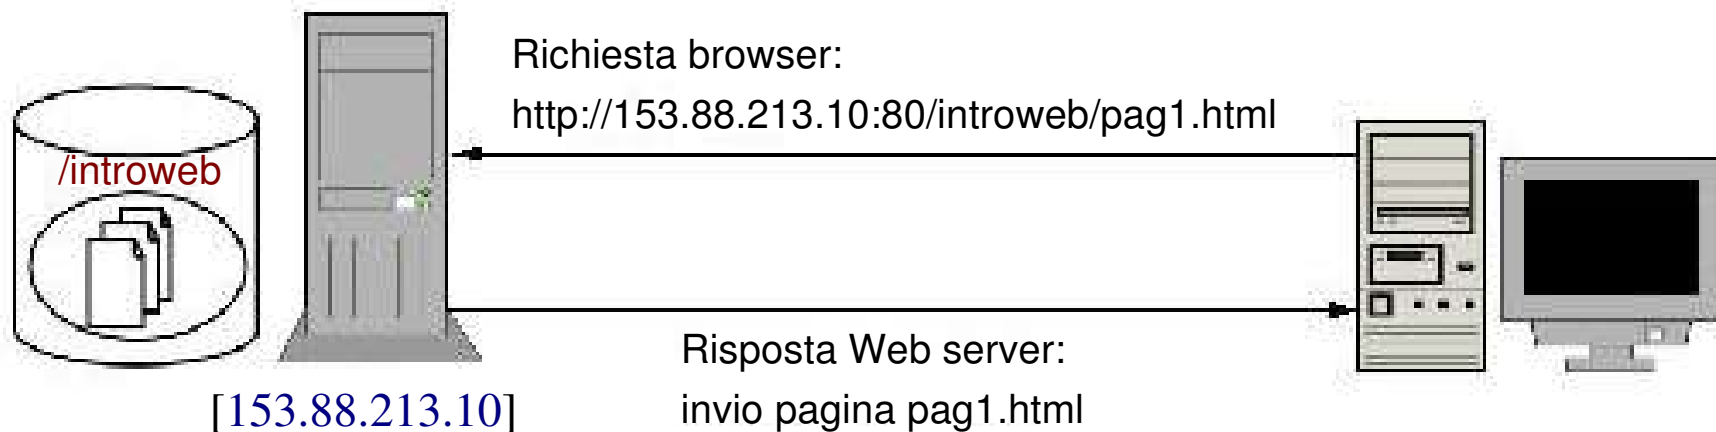 Richiesta browser:
http://153.88.213.10:80/introweb/pag1.html
/introweb
Risposta Web server:
invio pagina pag1.html
[153.88.213.10]